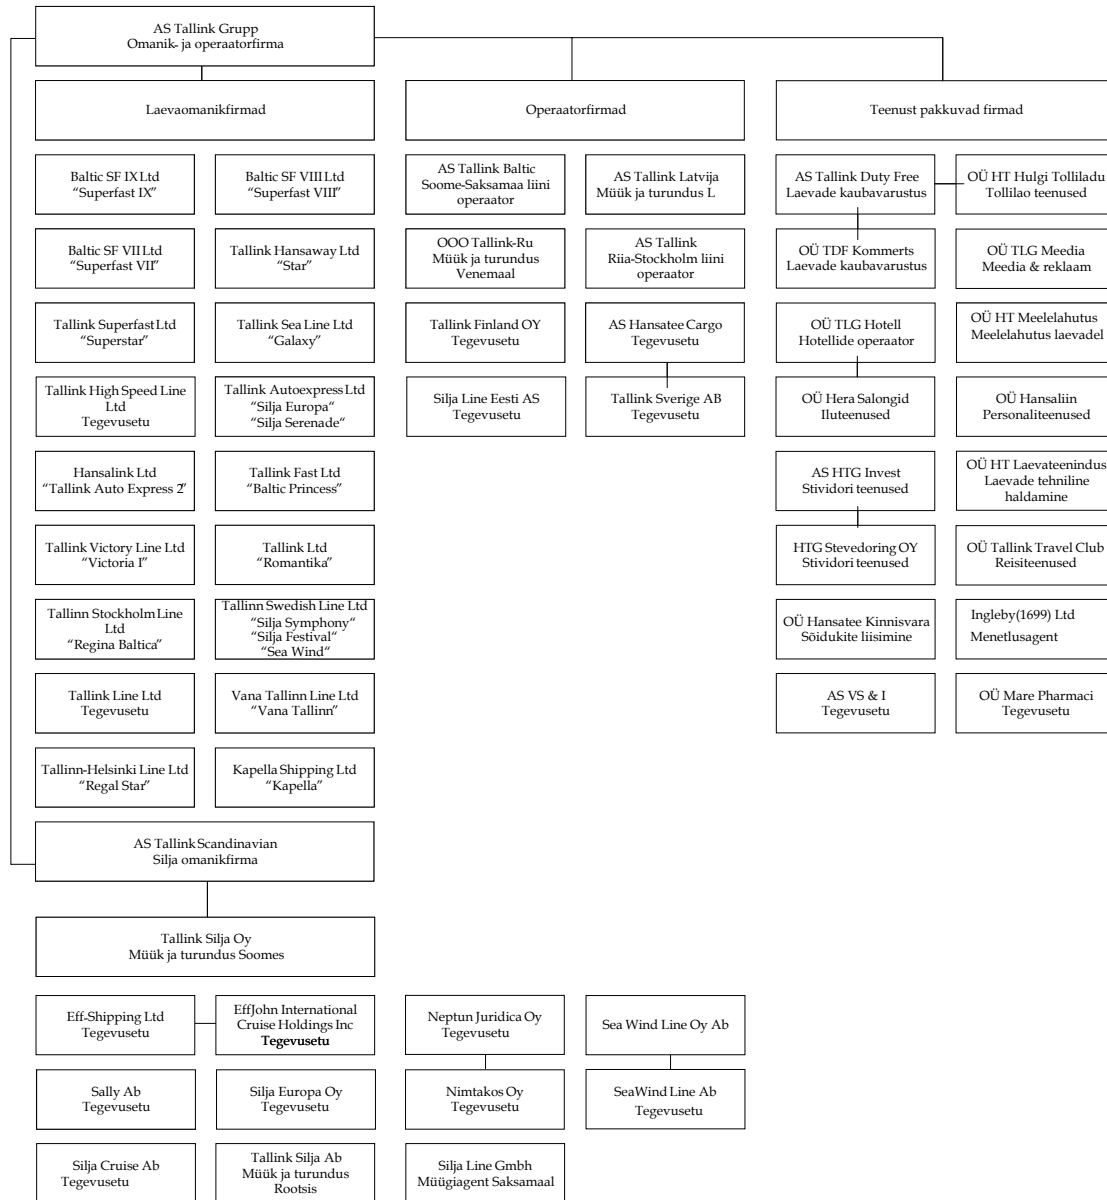 AS Tallink Grupp
Omanik- ja operaatorfirma
Laevaomanikfirmad
Operaatorfirmad
Teenust pakkuvad firmad
Baltic SF IX Ltd
“Superfast IX”
Baltic SF VIII Ltd
“Superfast VIII”
AS Tallink Baltic
Soome-Saksamaa liini
operaator
AS Tallink Latvija
Müük ja turundus L
AS Tallink Duty Free
Laevade kaubavarustus
OÜ HT Hulgi Tolliladu
Tollilao teenused
Baltic SF VII Ltd
“Superfast VII”
Tallink Hansaway Ltd
“Star”
OOO Tallink-Ru
Müük ja turundus
Venemaal
AS Tallink
Riia-Stockholm liini
operaator
OÜ TDF Kommerts
Laevade kaubavarustus
OÜ TLG Meedia
Meedia & reklaam
Tallink Superfast Ltd
“Superstar”
Tallink Sea Line Ltd
“Galaxy”
Tallink Finland OY
Tegevusetu
AS Hansatee Cargo
Tegevusetu
OÜ TLG Hotell
Hotellide operaator
OÜ HT Meelelahutus
Meelelahutus laevadel
Tallink High Speed Line
Ltd
Tegevusetu
Tallink Autoexpress Ltd
“Silja Europa“
“Silja Serenade“
Silja Line Eesti AS
Tegevusetu
Tallink Sverige AB
Tegevusetu
OÜ Hera Salongid
Iluteenused
OÜ Hansaliin
Personaliteenused
Hansalink Ltd
“Tallink Auto Express 2”
Tallink Fast Ltd
“Baltic Princess”
AS HTG Invest
Stividori teenused
OÜ HT Laevateenindus
Laevade tehniline
haldamine
Tallink Victory Line Ltd
“Victoria I”
Tallink Ltd
“Romantika”
HTG Stevedoring OY
Stividori teenused
OÜ Tallink Travel Club
Reisiteenused
Tallinn Stockholm Line
Ltd
“Regina Baltica”
Tallinn Swedish Line Ltd
“Silja Symphony“
“Silja Festival“
“Sea Wind“
OÜ Hansatee Kinnisvara
Sõidukite liisimine
Ingleby(1699) Ltd
Menetlusagent
Tallink Line Ltd
Tegevusetu
Vana Tallinn Line Ltd
“Vana Tallinn”
AS VS & I
Tegevusetu
OÜ Mare Pharmaci
Tegevusetu
Tallinn-Helsinki Line Ltd
“Regal Star”
Kapella Shipping Ltd
“Kapella”
AS Tallink Scandinavian
Silja omanikfirma
Tallink Silja Oy
Müük ja turundus Soomes
Eff-Shipping Ltd
Tegevusetu
EffJohn International
Cruise Holdings Inc
Tegevusetu
Neptun Juridica Oy
Tegevusetu
Sea Wind Line Oy Ab
Sally Ab
Tegevusetu
Silja Europa Oy
Tegevusetu
Nimtakos Oy
Tegevusetu
SeaWind Line Ab
Tegevusetu
Silja Cruise Ab
Tegevusetu
Tallink Silja Ab
Müük ja turundus
Rootsis
Silja Line Gmbh
Müügiagent Saksamaal